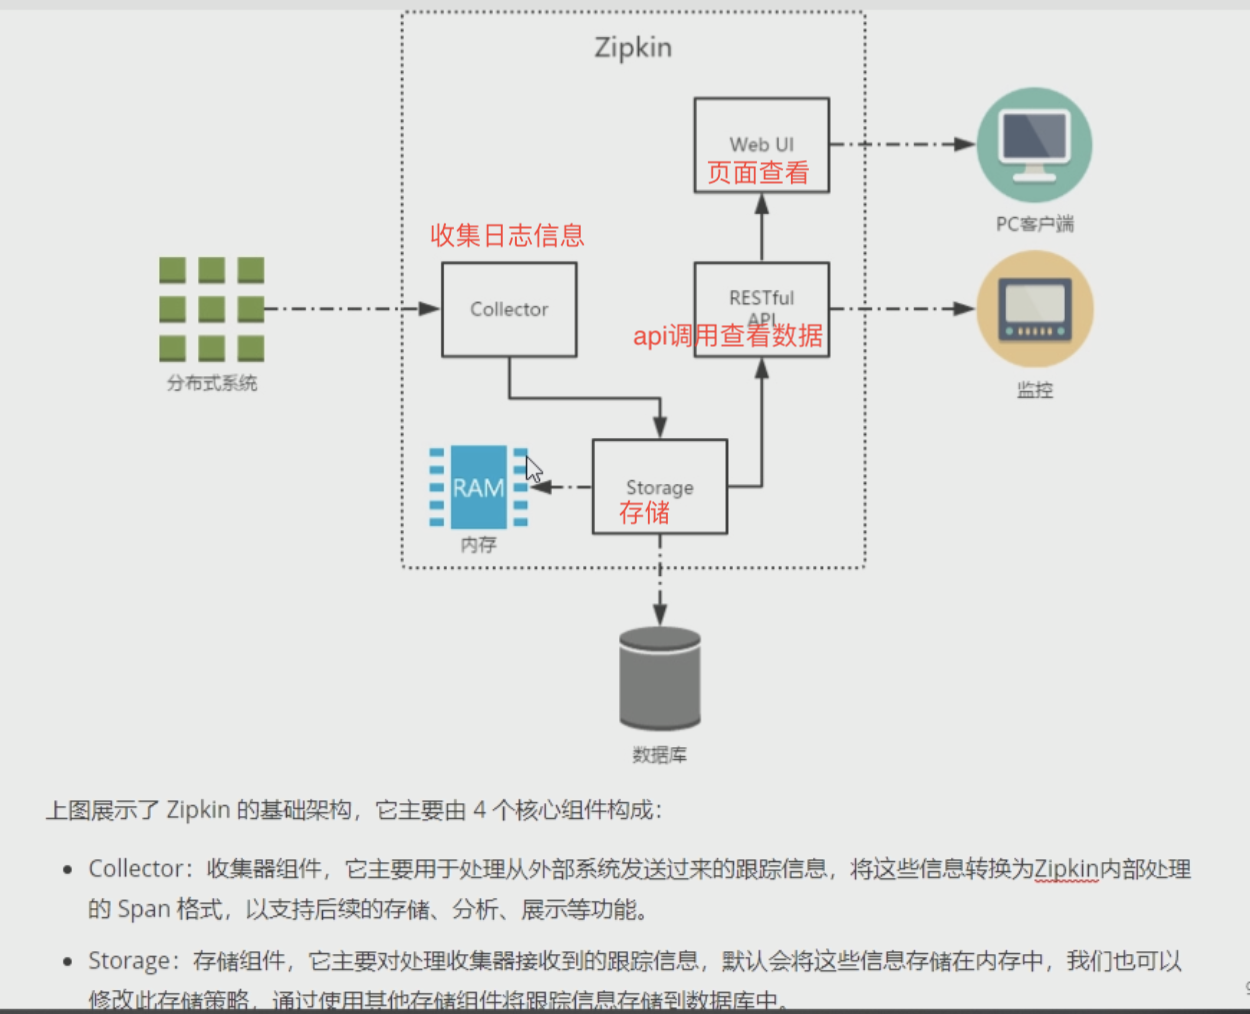 Zipkin
Web UI
页面查看
PC客户端
收集日志信息
Collector
RESTful
API
api调用查看数据
分布式系统
监控
RAM
Storage
存储
内存
数据库
上图展示了 Zipkin 的基础架构，它主要由 4 个核心组件构成：
Collector：收集器组件，它主要用于处理从外部系统发送过来的跟踪信息，将这些信息转换为Zipkin内部处理
的 Span 格式，以支持后续的存储、分析、展示等功能。
Storage：存储组件，它主要对处理收集器接收到的跟踪信息，默认会将这些信息存储在内存中，我们也可以
修改此存储策略，通过使用其他存储组件将跟踪信息存储到数据库中。